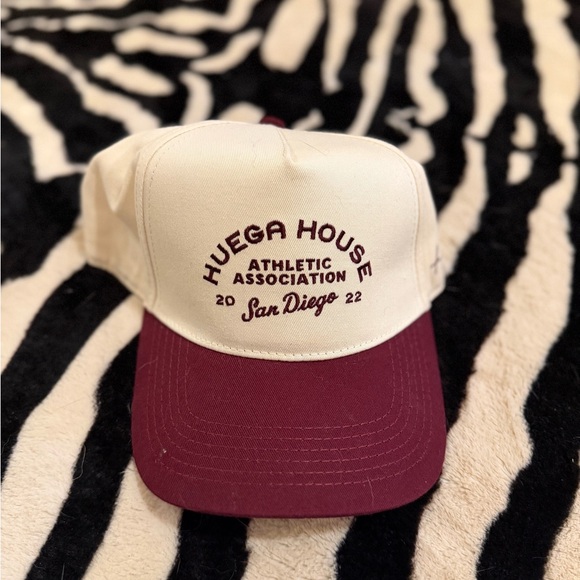 HUEGA HOUSE
ATHLETIC
ASSOCIATION
20 San Diego 22